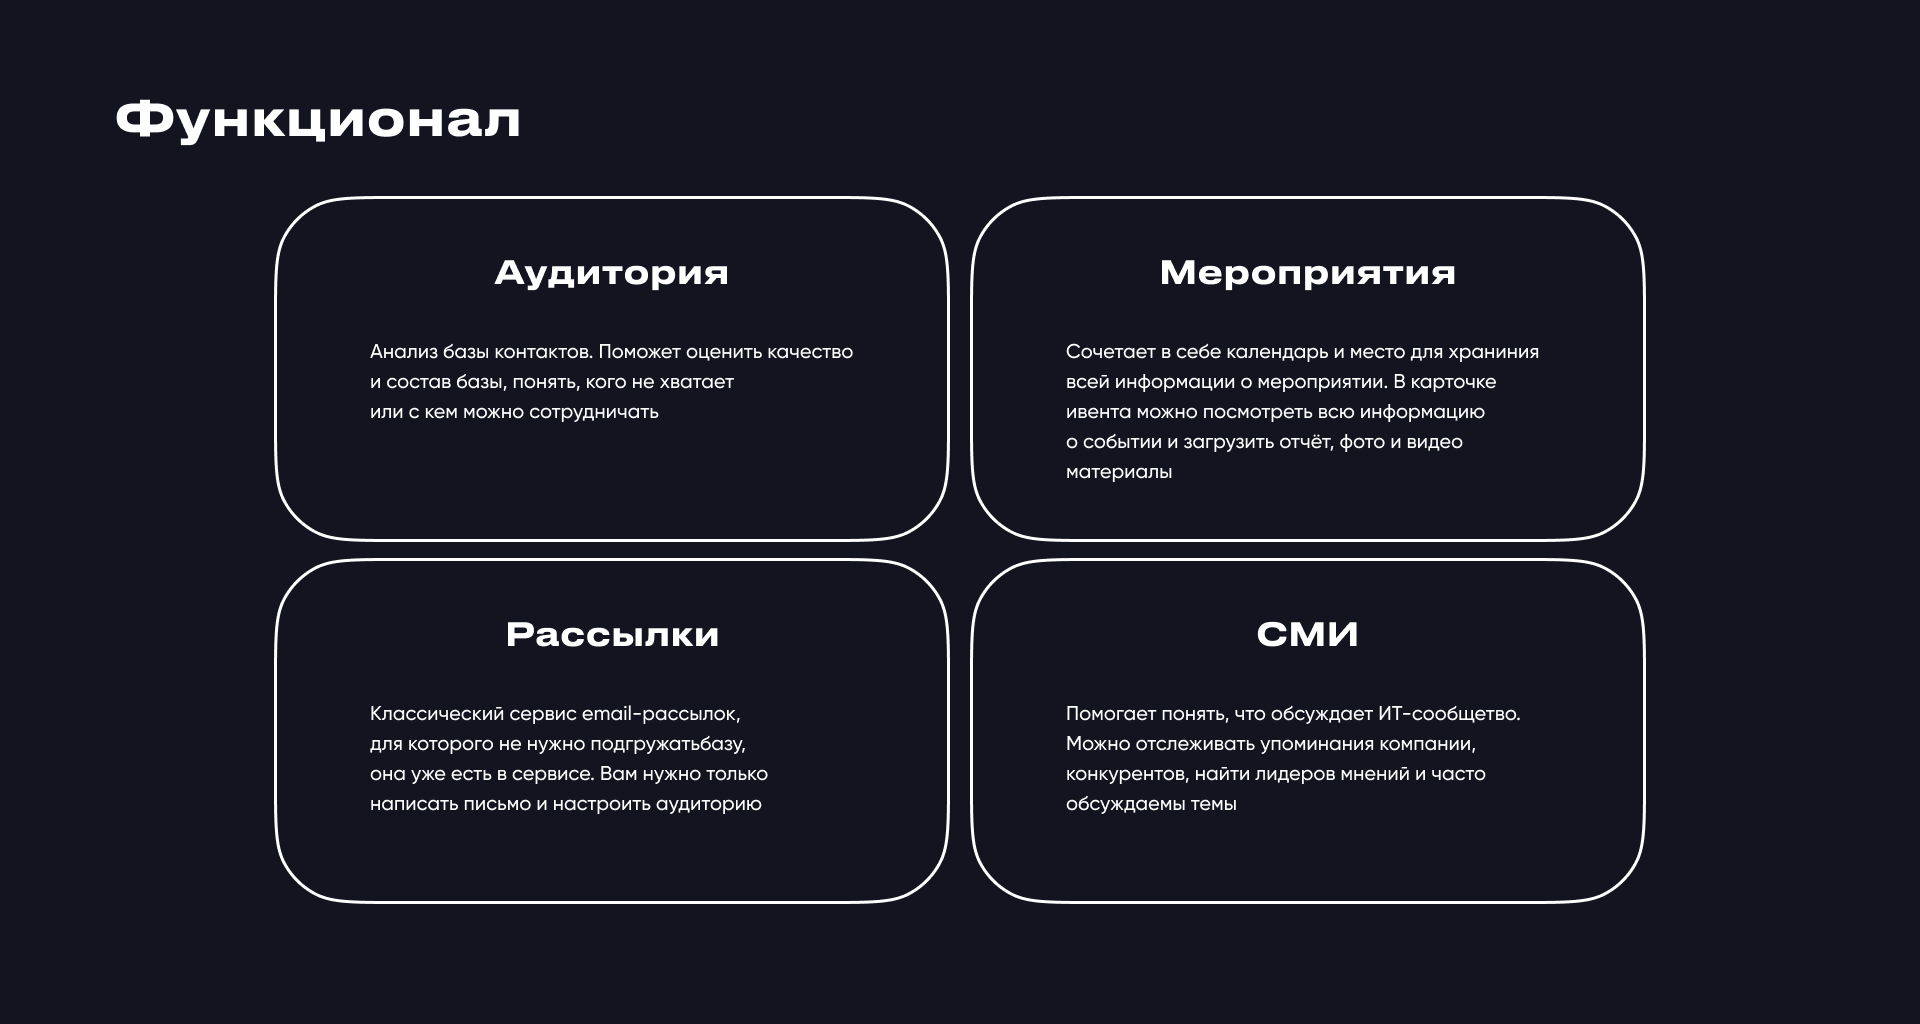 Функционал
Аудитория
Анализ базы контактов. Поможет оценить качество
и состав базы, понять, кого не хватает
или с кем можно сотрудничать
Мероприятия
Сочетает в себе календарь и место для храниния
всей информации о мероприятии. В карточке
ивента можно посмотреть всю информацию
о событии и загрузить отчёт, фото и видео
материалы
Рассылки
Классический сервис email-рассылок,
для которого не нужно подгружатьбазу,
она уже есть в сервисе. Вам нужно только
написать письмо и настроить аудиторию
СМИ
Помогает понять, что обсуждает ИТ-сообщетво.
Можно отслеживать упоминания компании,
конкурентов, найти лидеров мнений и часто
обсуждаемы темы